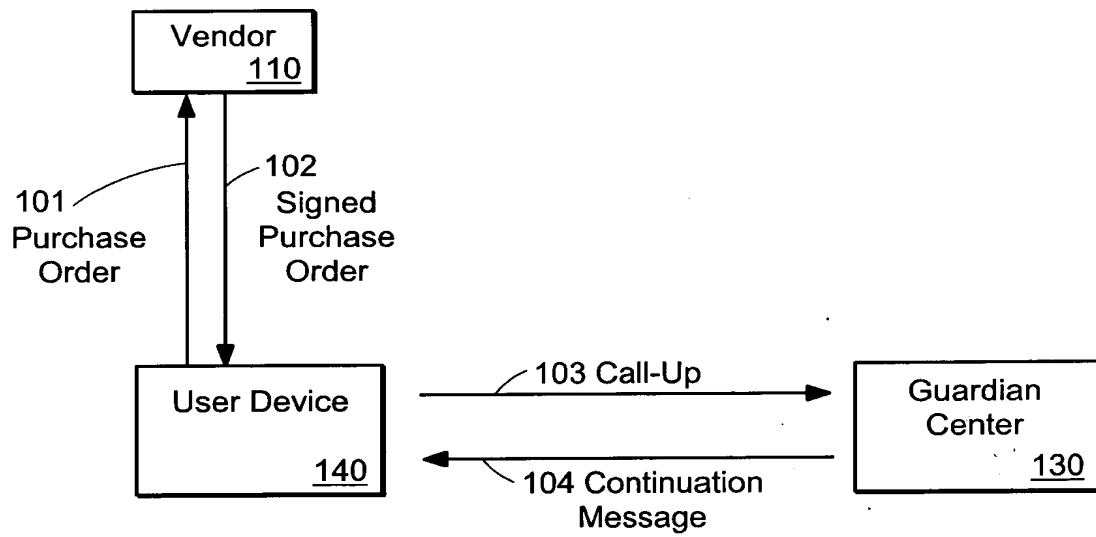 Vendor
110
101
Purchase
Order
102
Signed
Purchase
Order
User Device
140
103 Call-Up
104 Continuation
Message
Guardian
Center
130